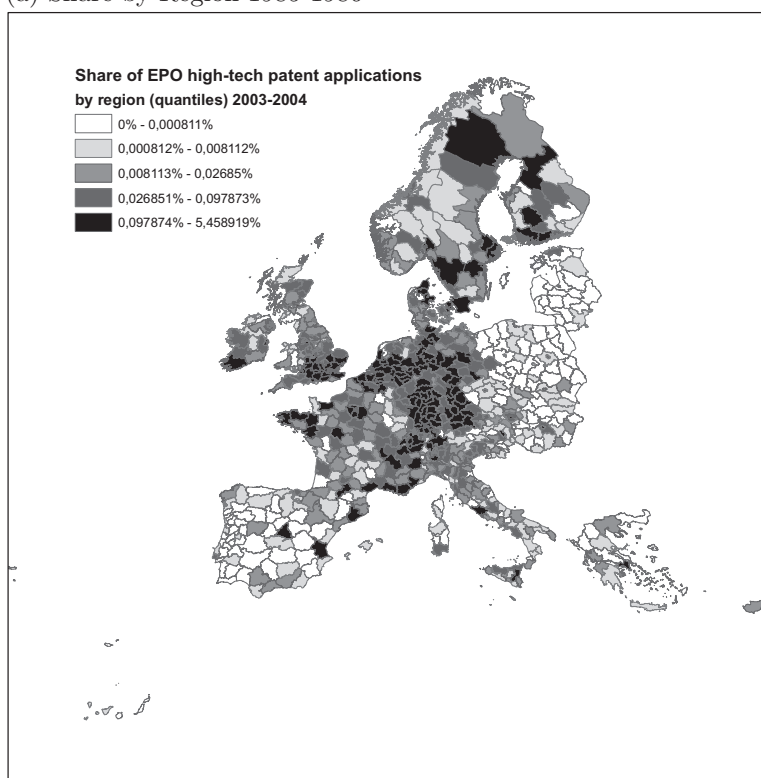 Share of EPO high-tech patent applications
by region (quantiles) 2003-2004
0% - 0,000811%
0,000812% - 0,008112%
0,008113% - 0,02685%
0,026851% - 0,097873%
0,097874% - 5,458919%